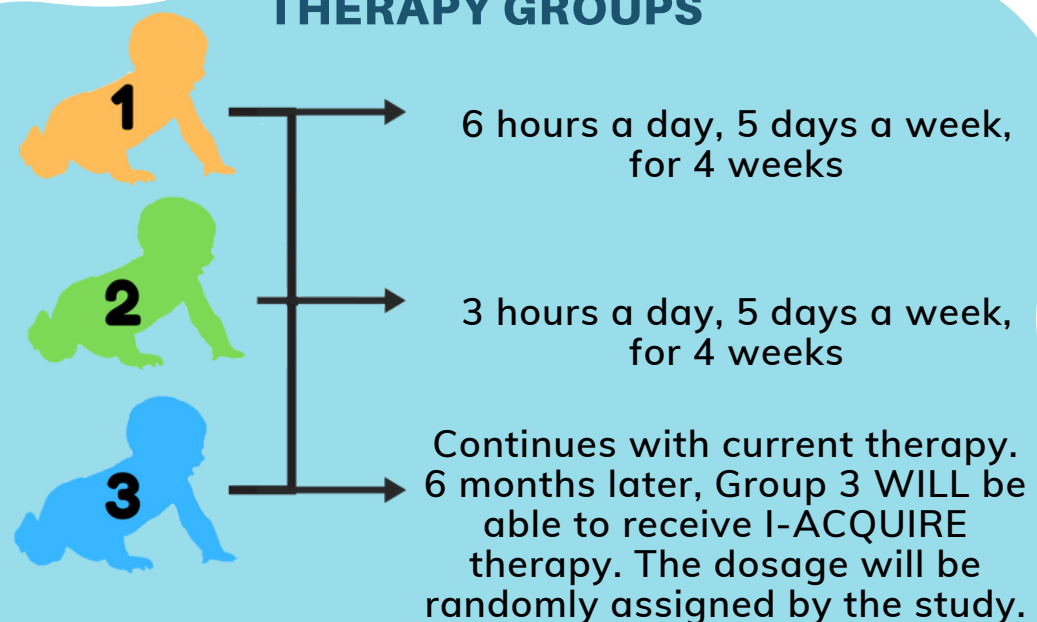 THERAPY GROUPS
1
6 hours a day, 5 days a week,
for 4 weeks
2
3 hours a day, 5 days a week,
for 4 weeks
3
Continues with current therapy.
6 months later, Group 3 WILL be
able to receive I-ACQUIRE
therapy. The dosage will be
randomly assigned by the study.